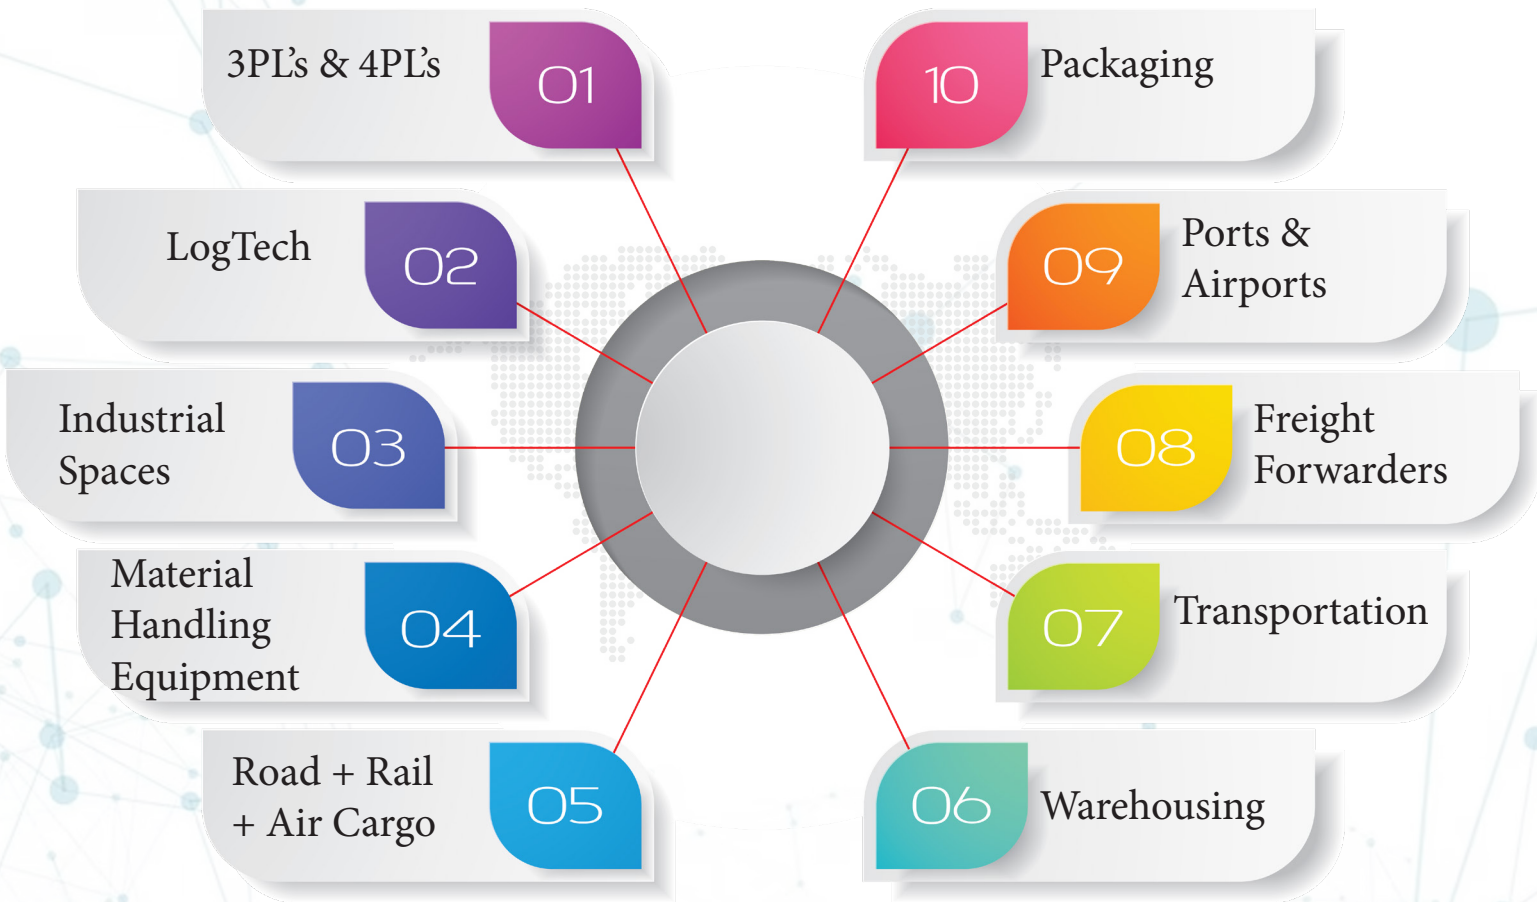 3PL's & 4PL's
01
LogTech
02
Industrial
Spaces
03
Material
Handling
Equipment
04
Road + Rail
+ Air Cargo
05
06
Warehousing
07
Transportation
08
Freight
Forwarders
09
Ports &
Airports
10
Packaging